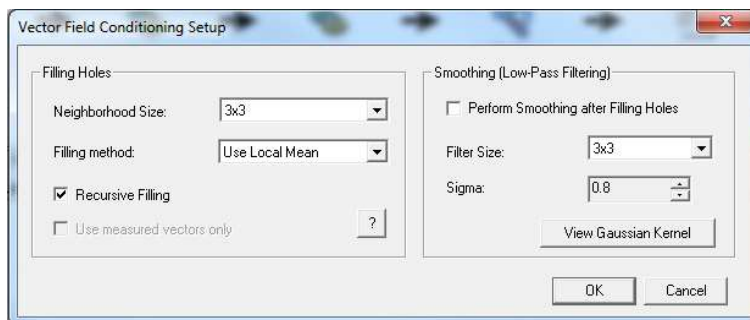 Vector Field Conditioning Setup
Filling Holes
Neighborhood Size: 3x3
Filling method: Use Local Mean
Recursive Filling
Use measured vectors only
?
Smoothing (Low-Pass Filtering)
Perform Smoothing after Filling Holes
Filter Size: 3x3
Sigma: 0.8
View Gaussian Kernel
OK Cancel